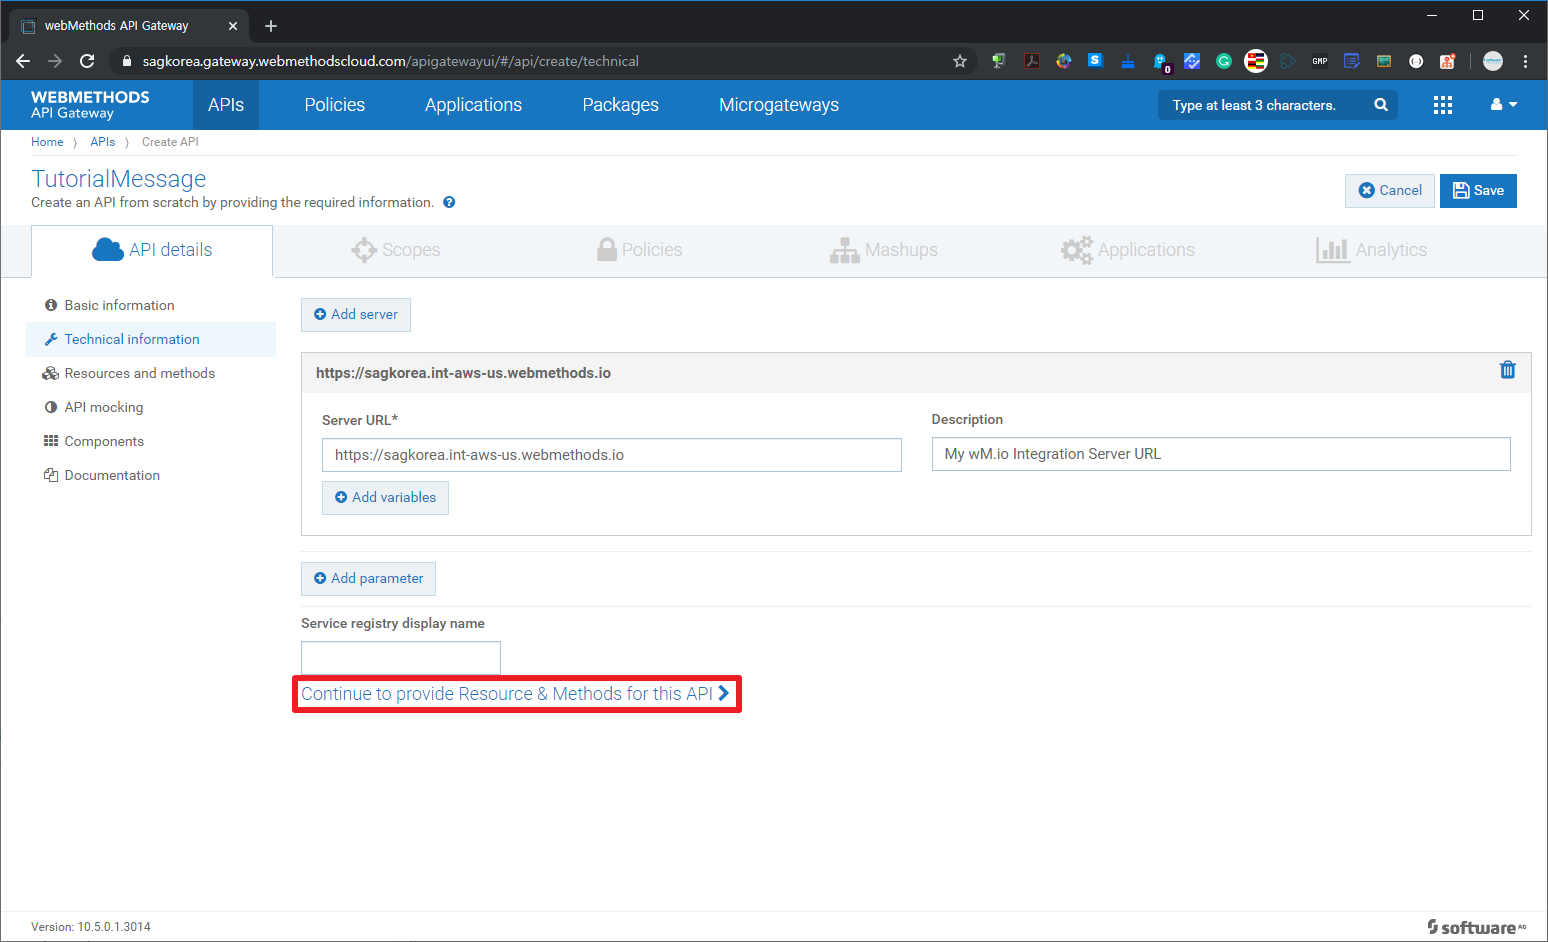 webMethods API Gateway
sagkorea.gateway.webmethodscloud.com/apigatewayui/#/api/create/technical
S
0
G
GMP
WEBMETHODS
API Gateway
APIs
Policies
Applications
Packages
Microgateways
Type at least 3 characters.
Home
APIs
Create API
TutorialMessage
Create an API from scratch by providing the required information.
Cancel
Save
API details
Scopes
Policies
Mashups
Applications
Analytics
Basic information
Technical information
Resources and methods
API mocking
Components
Documentation
Add server
https://sagkorea.int-aws-us.webmethods.io
Server URL*
Description
https://sagkorea.int-aws-us.webmethods.io
My wM.io Integration Server URL
Add variables
Add parameter
Service registry display name
Continue to provide Resource & Methods for this API
Version: 10.5.0.1.3014
software AG